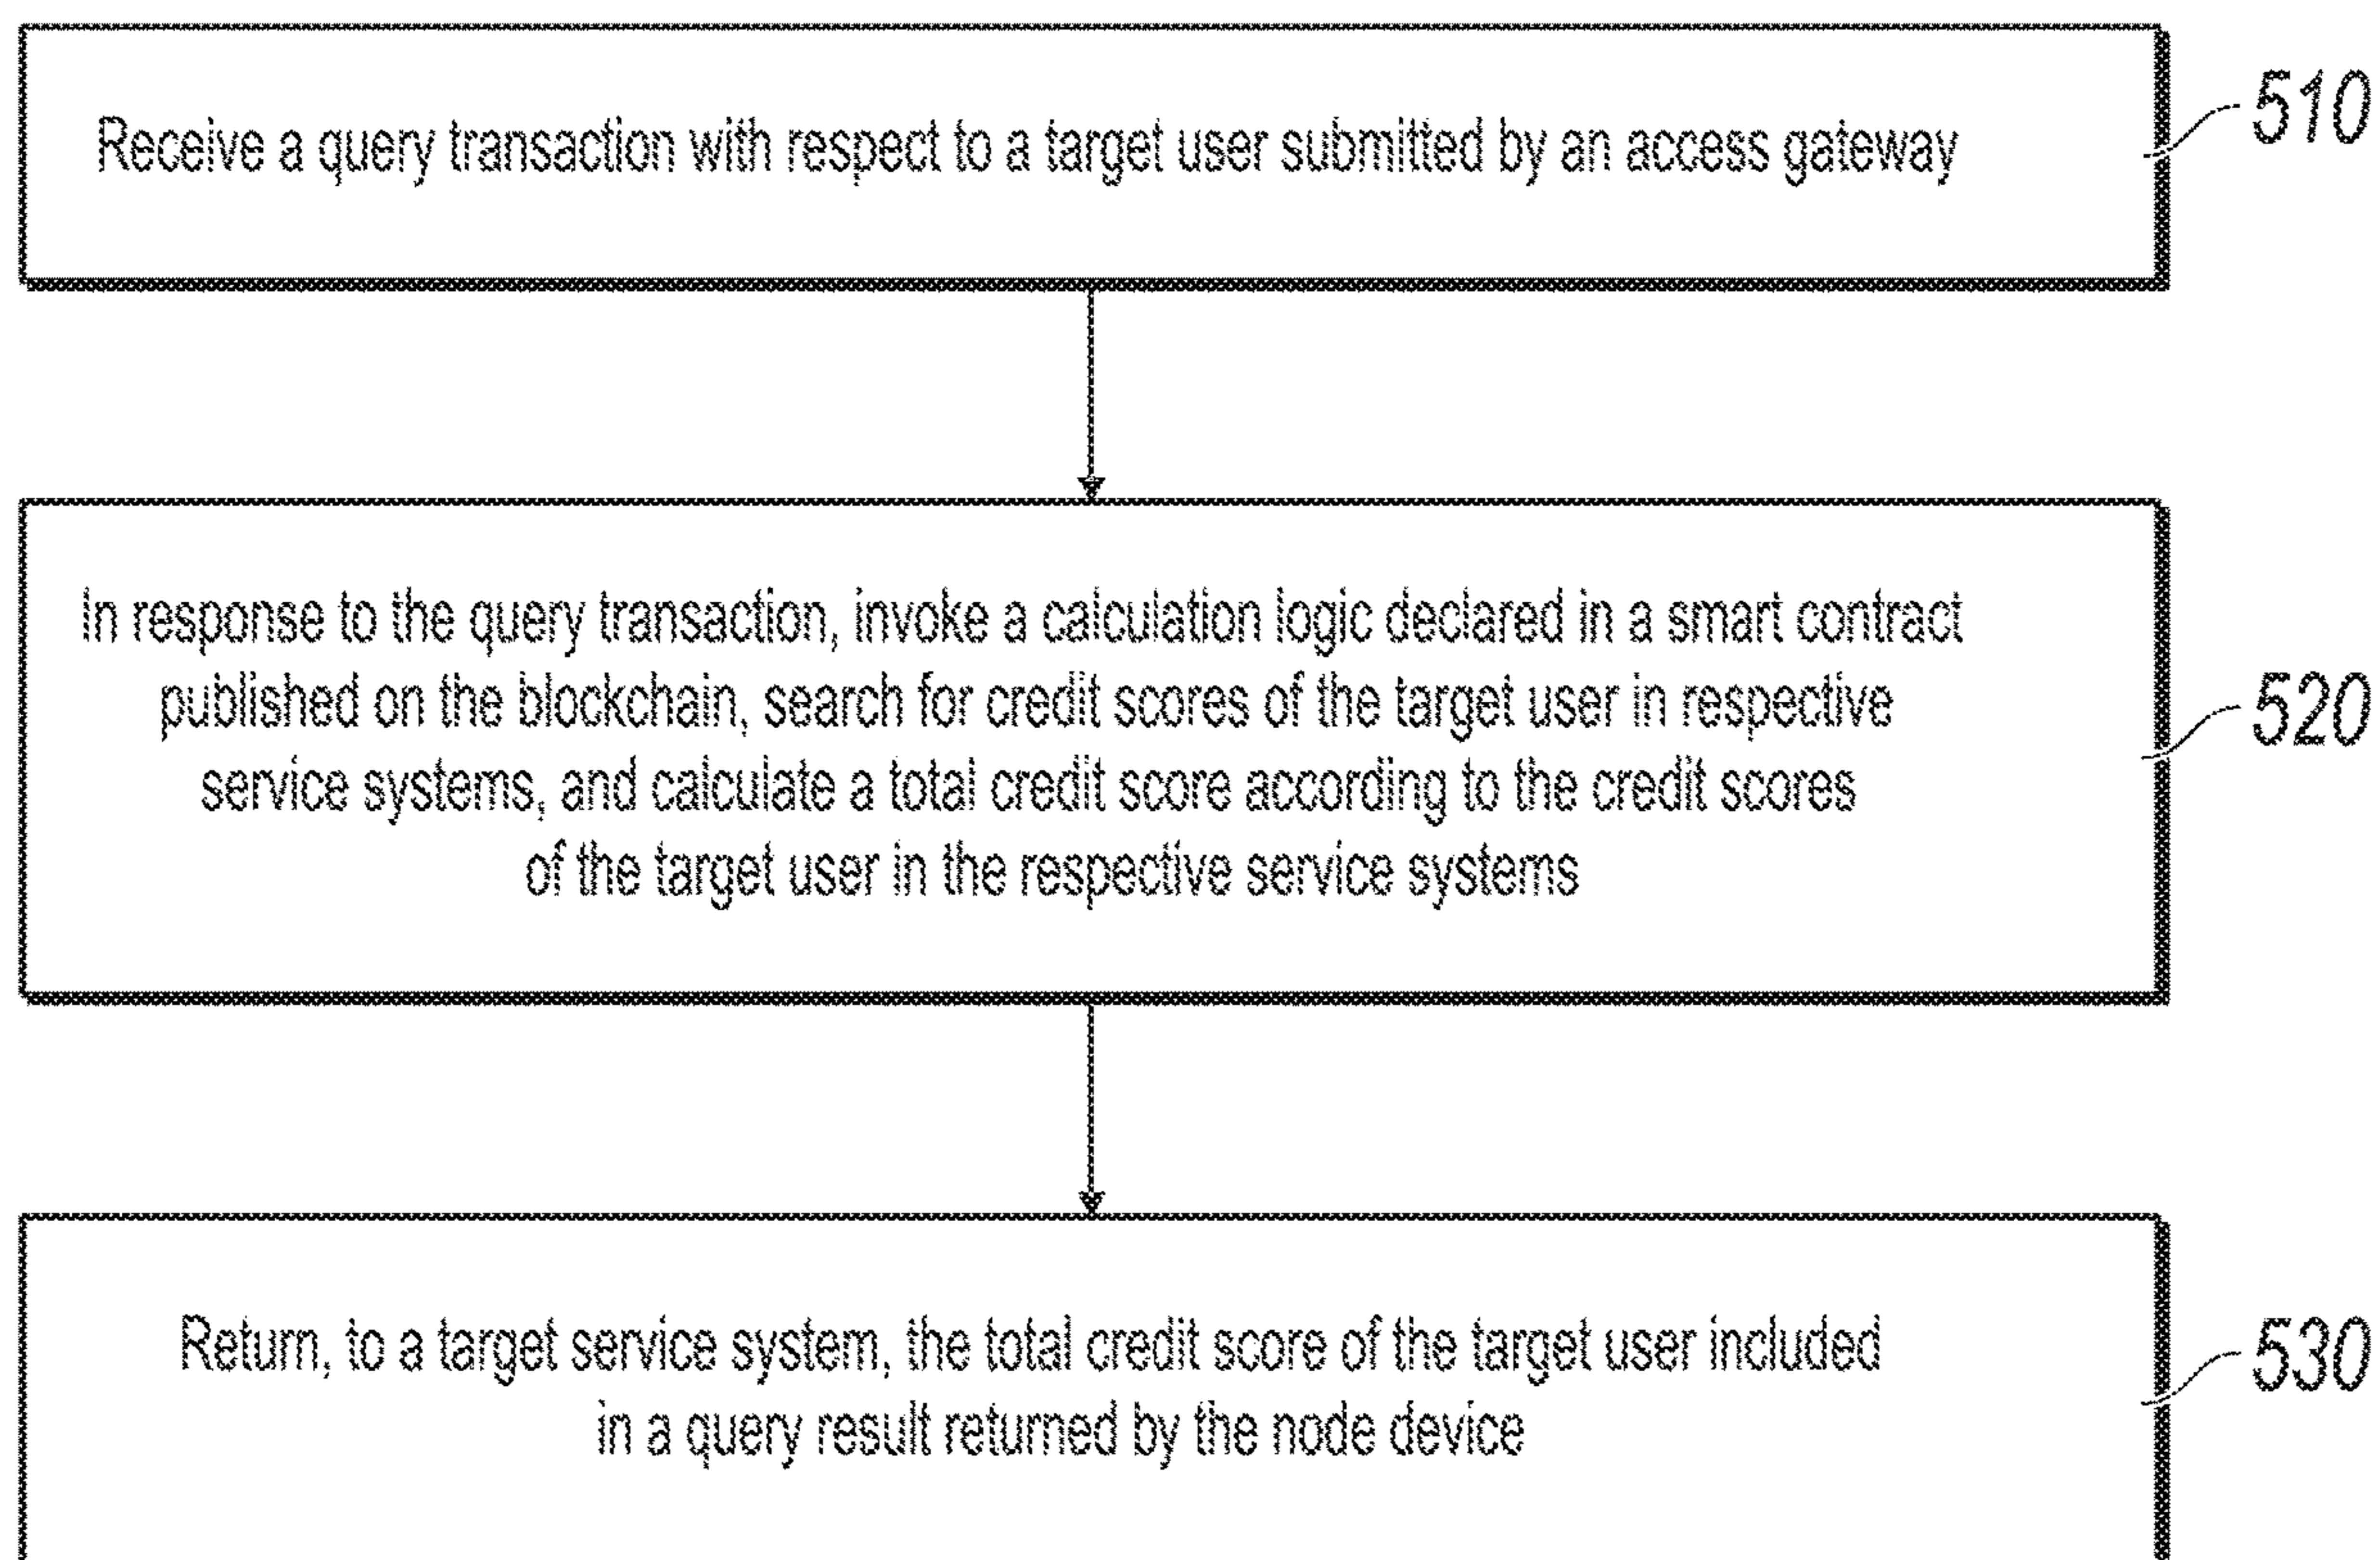 Receive a query transaction with respect to a target user submitted by an access gateway
510
In response to the query transaction, invoke a calculation logic declared in a smart contract
published on the blockchain, search for credit scores of the target user in respective
service systems, and calculate a total credit score according to the credit scores
of the target user in the respective service systems
520
Return, to a target service system, the total credit score of the target user included
in a query result returned by the node device
530